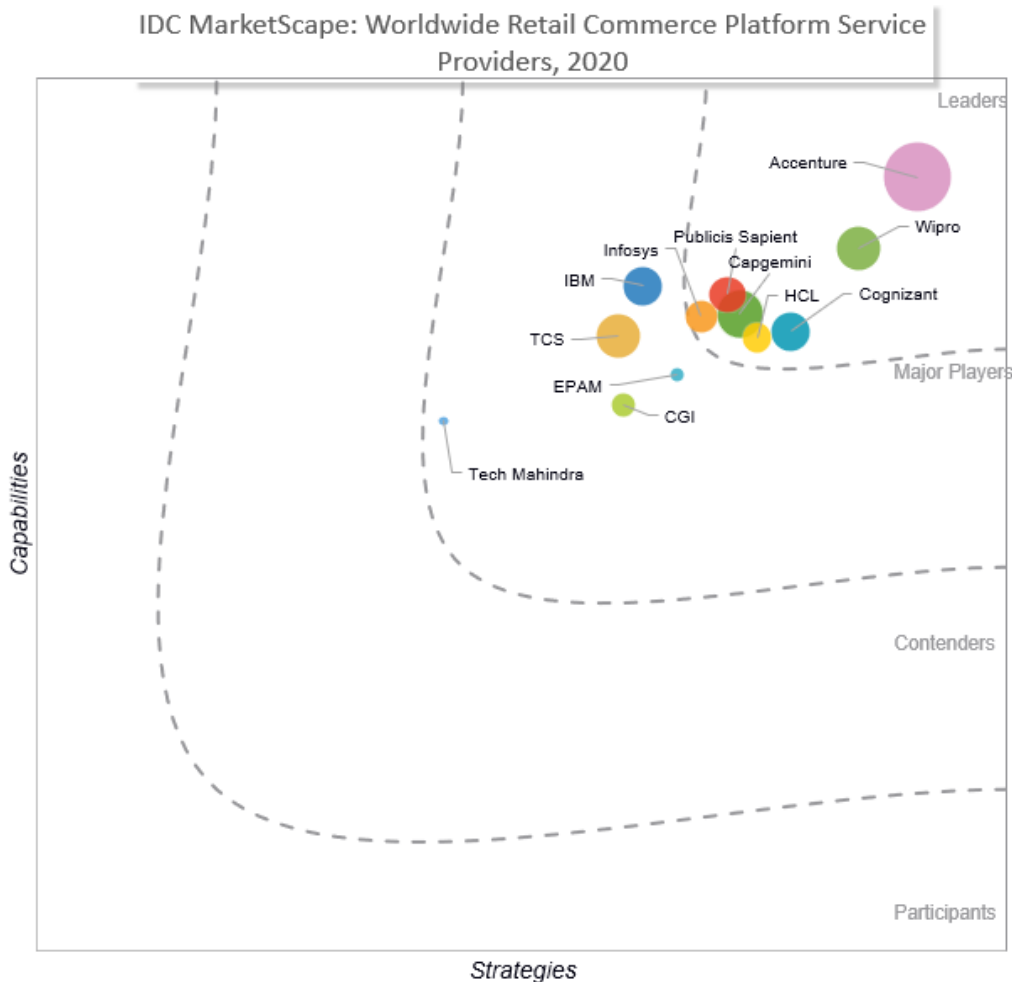 IDC MarketScape: Worldwide Retail Commerce Platform Service
Providers, 2020
Leaders
Accenture
Wipro
Publicis Sapient
Infosys
Capgemini
IBM
HCL
Cognizant
TCS
Major Players
EPAM
CGI
Tech Mahindra
Capabilities
Contenders
Participants
Strategies